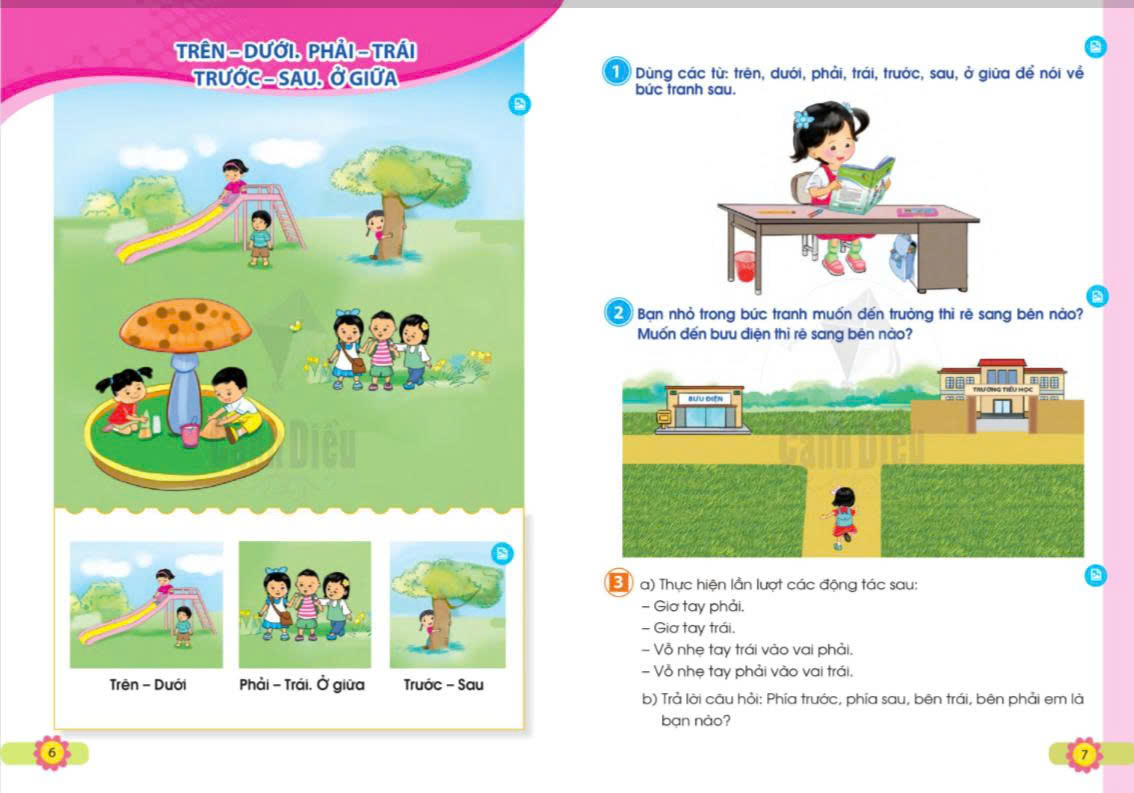 TRÊN – DƯỚI. PHẢI – TRÁI
TRƯỚC – SAU. Ở GIỮA
Cánh Diều
Trên – Dưới
Phải – Trái. Ở giữa
Trước – Sau
6
1 Dùng các từ: trên, dưới, phải, trái, trước, sau, ở giữa để nói về
bức tranh sau.
2 Bạn nhỏ trong bức tranh muốn đến trường thì rẽ sang bên nào?
Muốn đến bưu điện thì rẽ sang bên nào?
BƯU ĐIỆN
TRƯỜNG TIỂU HỌC
Cánh Diều
3 a) Thực hiện lần lượt các động tác sau:
– Giơ tay phải.
– Giơ tay trái.
– Vỗ nhẹ tay trái vào vai phải.
– Vỗ nhẹ tay phải vào vai trái.
b) Trả lời câu hỏi: Phía trước, phía sau, bên trái, bên phải em là
bạn nào?
7